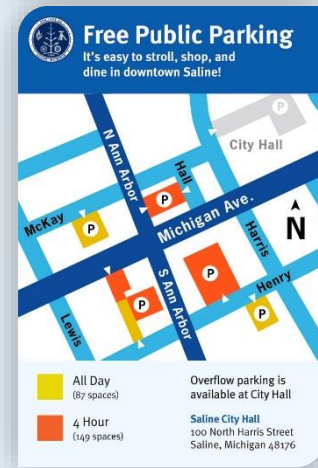 Free Public Parking
It's easy to stroll, shop, and
dine in downtown Saline!
P
City Hall
N Ann Arbor
Hall
P
McKay
P
Michigan Ave.
Harris
N
P
P
S Ann Arbor
Henry
P
Lewis
All Day
(87 spaces)
4 Hour
(149 spaces)
Overflow parking is
available at City Hall
Saline City Hall
100 North Harris Street
Saline, Michigan 48176